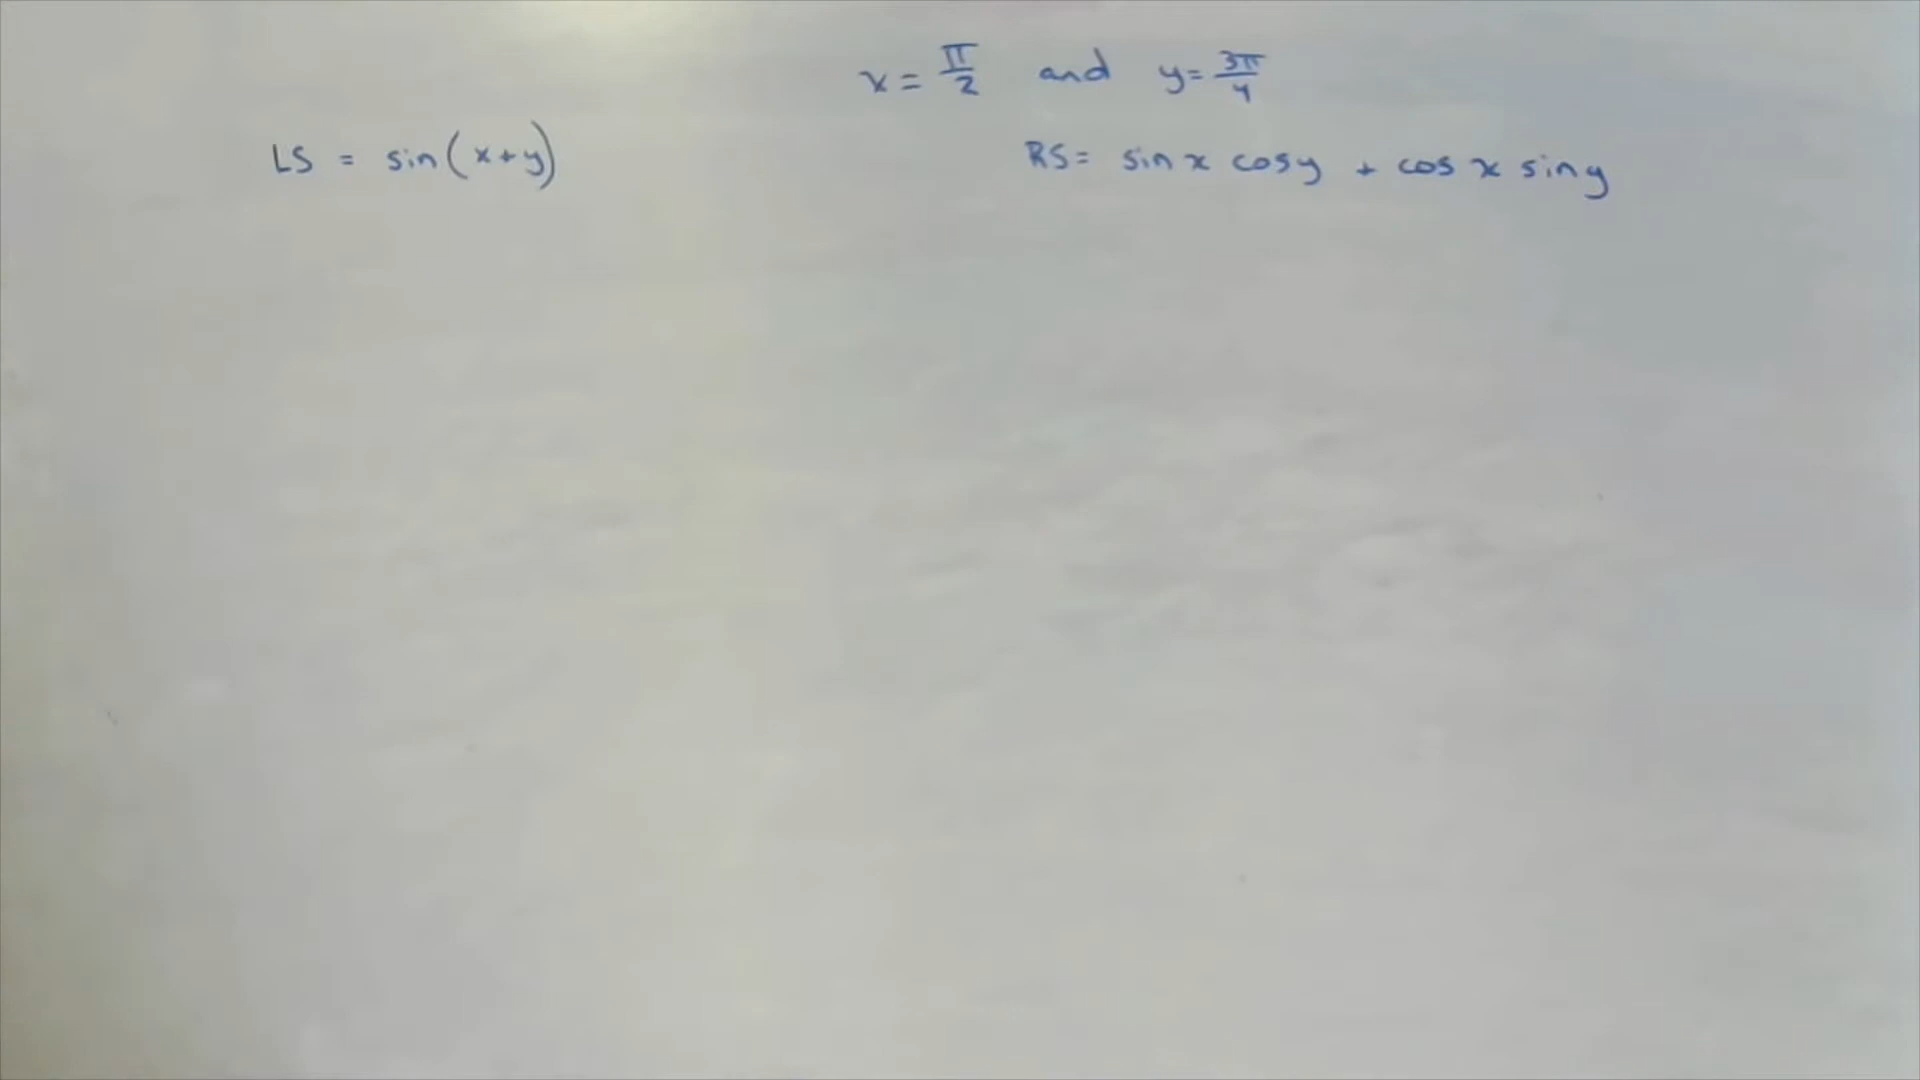 x = π/2 and y = 3π/4
LS = sin(x+y)
RS = sin x cos y + cos x sin y